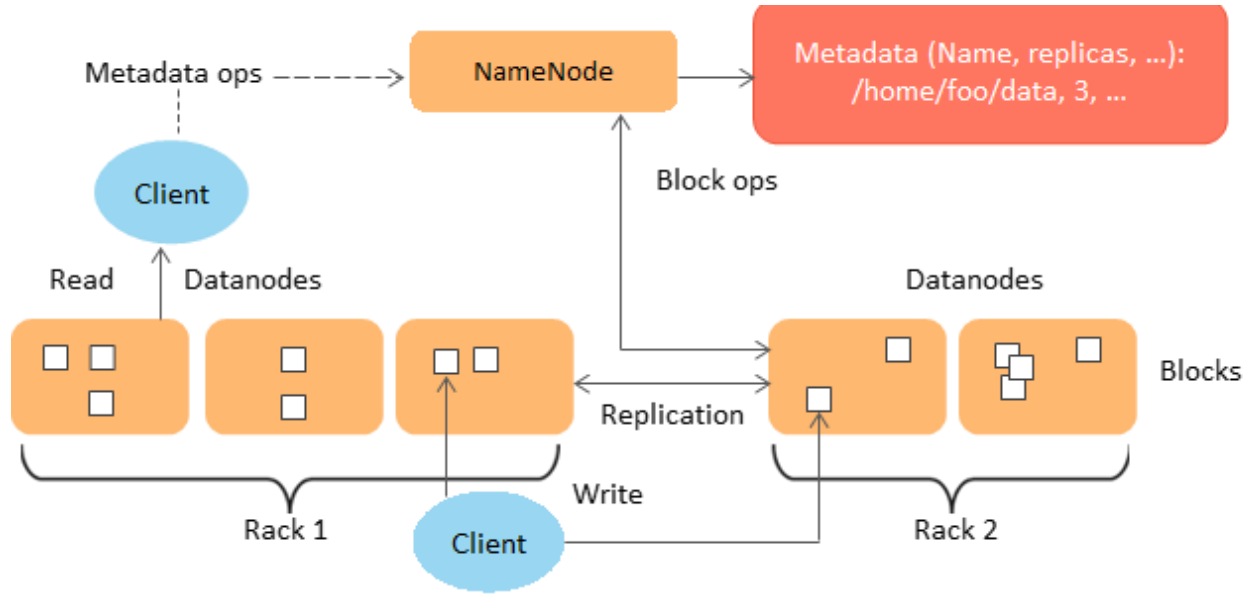 Metadata (Name, replicas, ...):
/home/foo/data, 3, ...
NameNode
Metadata ops
Block ops
Client
Read
Datanodes
Datanodes
Blocks
Replication
Write
Rack 1
Client
Rack 2